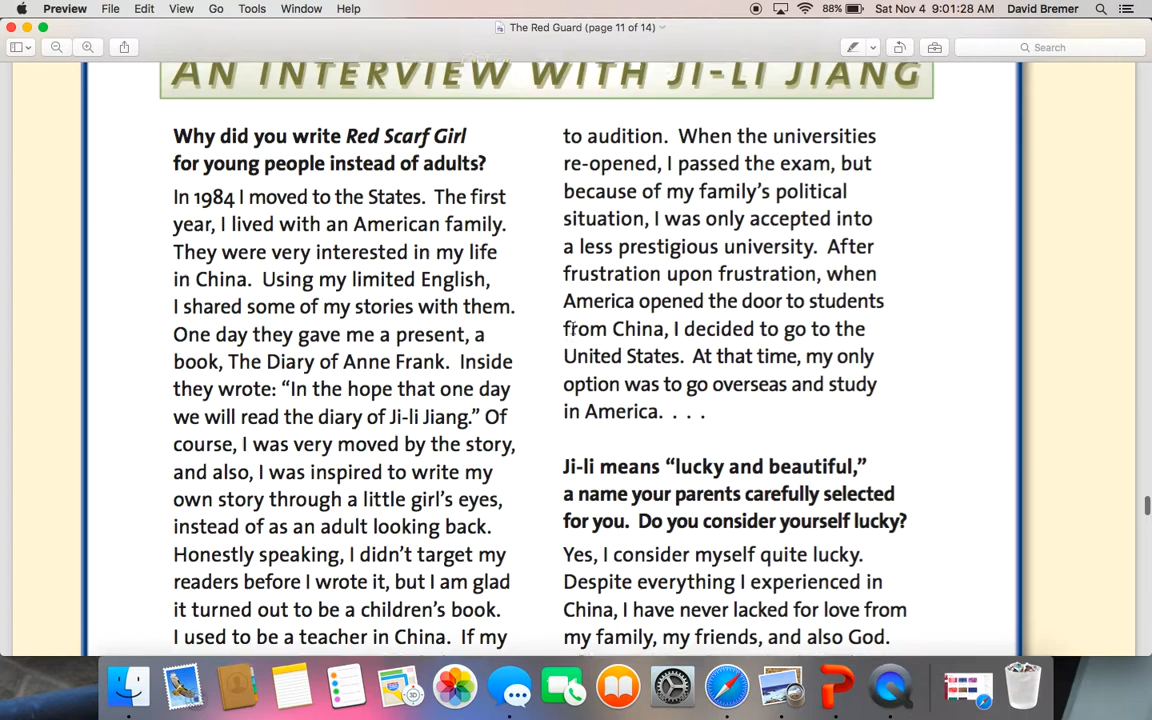 Preview File Edit View Go Tools Window Help 88% Sat Nov 4 9:01:28 AM David Bremer
The Red Guard (page 11 of 14)
Search
AN INTERVIEW WITH JI-LI JIANG
Why did you write Red Scarf Girl
for young people instead of adults?
In 1984 I moved to the States. The first
year, I lived with an American family.
They were very interested in my life
in China. Using my limited English,
I shared some of my stories with them.
One day they gave me a present, a
book, The Diary of Anne Frank. Inside
they wrote: “In the hope that one day
we will read the diary of Ji-li Jiang.” Of
course, I was very moved by the story,
and also, I was inspired to write my
own story through a little girl’s eyes,
instead of as an adult looking back.
Honestly speaking, I didn’t target my
readers before I wrote it, but I am glad
it turned out to be a children’s book.
I used to be a teacher in China. If my
to audition. When the universities
re-opened, I passed the exam, but
because of my family’s political
situation, I was only accepted into
a less prestigious university. After
frustration upon frustration, when
America opened the door to students
from China, I decided to go to the
United States. At that time, my only
option was to go overseas and study
in America. . . .
Ji-li means “lucky and beautiful,”
a name your parents carefully selected
for you. Do you consider yourself lucky?
Yes, I consider myself quite lucky.
Despite everything I experienced in
China, I have never lacked for love from
my family, my friends, and also God.
3D